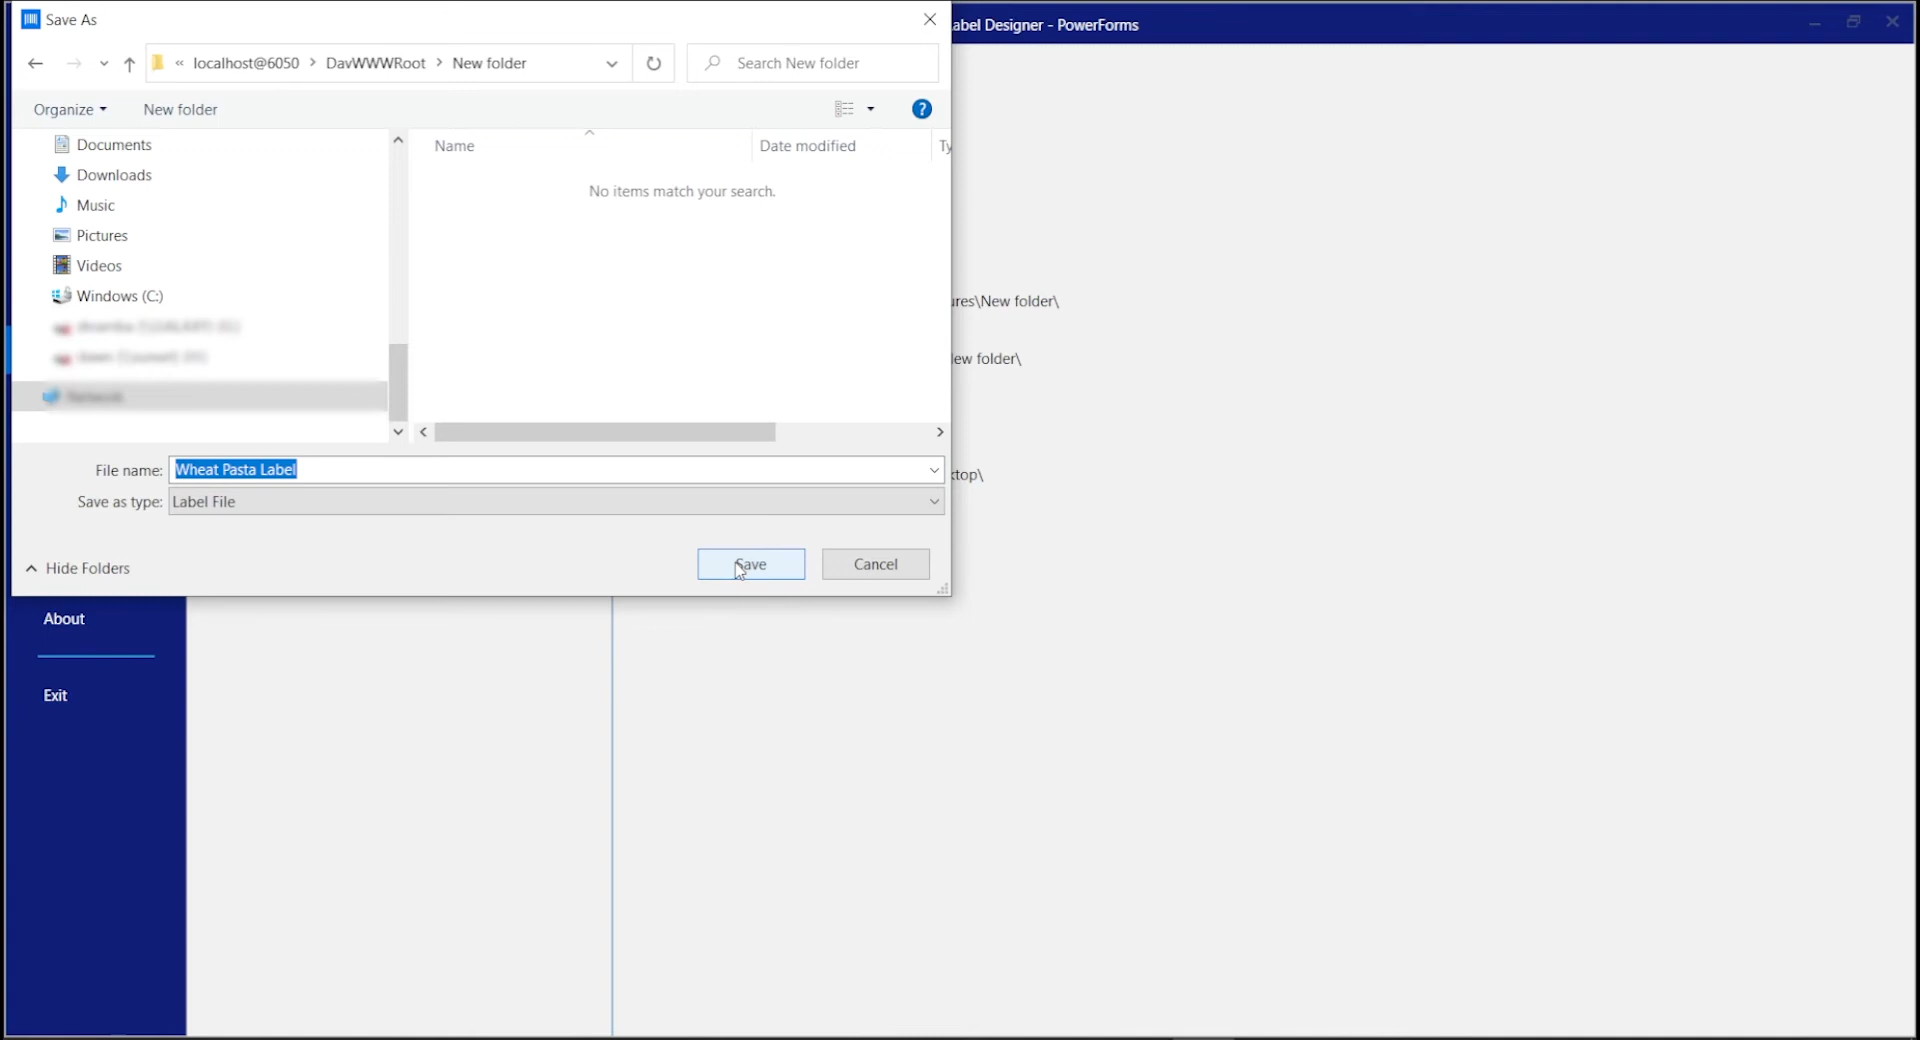 Save As
abel Designer - PowerForms
« localhost@6050 > DavWWWRoot > New folder
Search New folder
Organize
New folder
Documents
Downloads
Music
Pictures
Videos
Windows (C:)
Name
Date modified
Ty
No items match your search.
ures\New folder\
ew folder\
File name: Wheat Pasta Label
top\
Save as type: Label File
Hide Folders
Save
Cancel
About
Exit